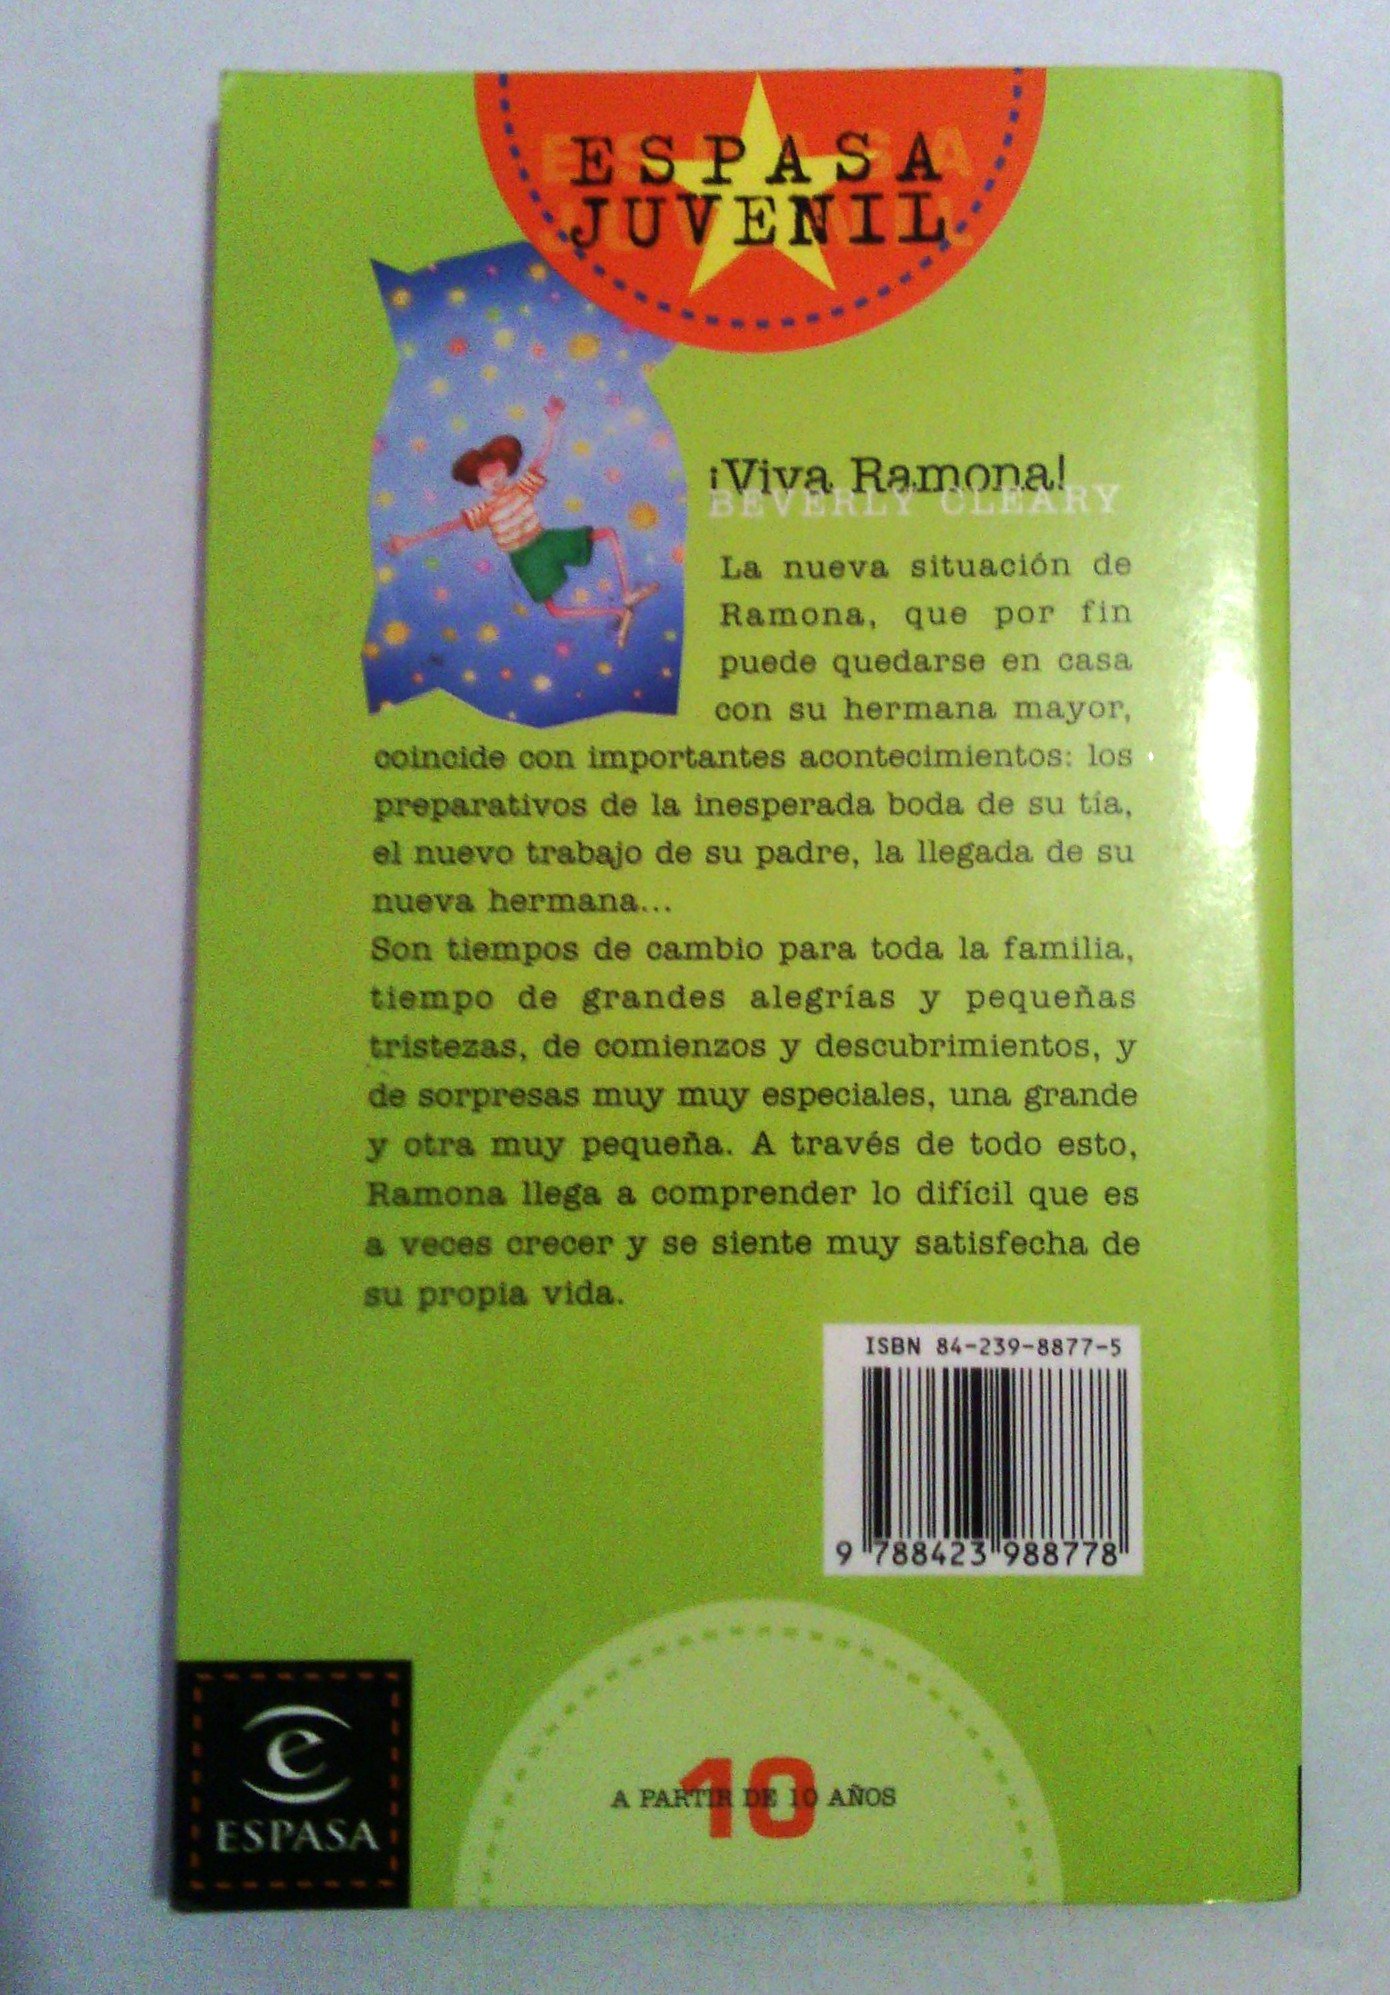 ESPASA
JUVENIL
¡Viva Ramona!
BEVERLY CLEARY
La nueva situación de
Ramona, que por fin
puede quedarse en casa
con su hermana mayor,
coincide con importantes acontecimientos: los
preparativos de la inesperada boda de su tía,
el nuevo trabajo de su padre, la llegada de su
nueva hermana...
Son tiempos de cambio para toda la familia,
tiempo de grandes alegrías y pequeñas
tristezas, de comienzos y descubrimientos, y
de sorpresas muy muy especiales, una grande
y otra muy pequeña. A través de todo esto,
Ramona llega a comprender lo difícil que es
a veces crecer y se siente muy satisfecha de
su propia vida.
ISBN 84-239-8877-5
9 788423 988778
10
A PARTIR DE 10 AÑOS
e
ESPASA